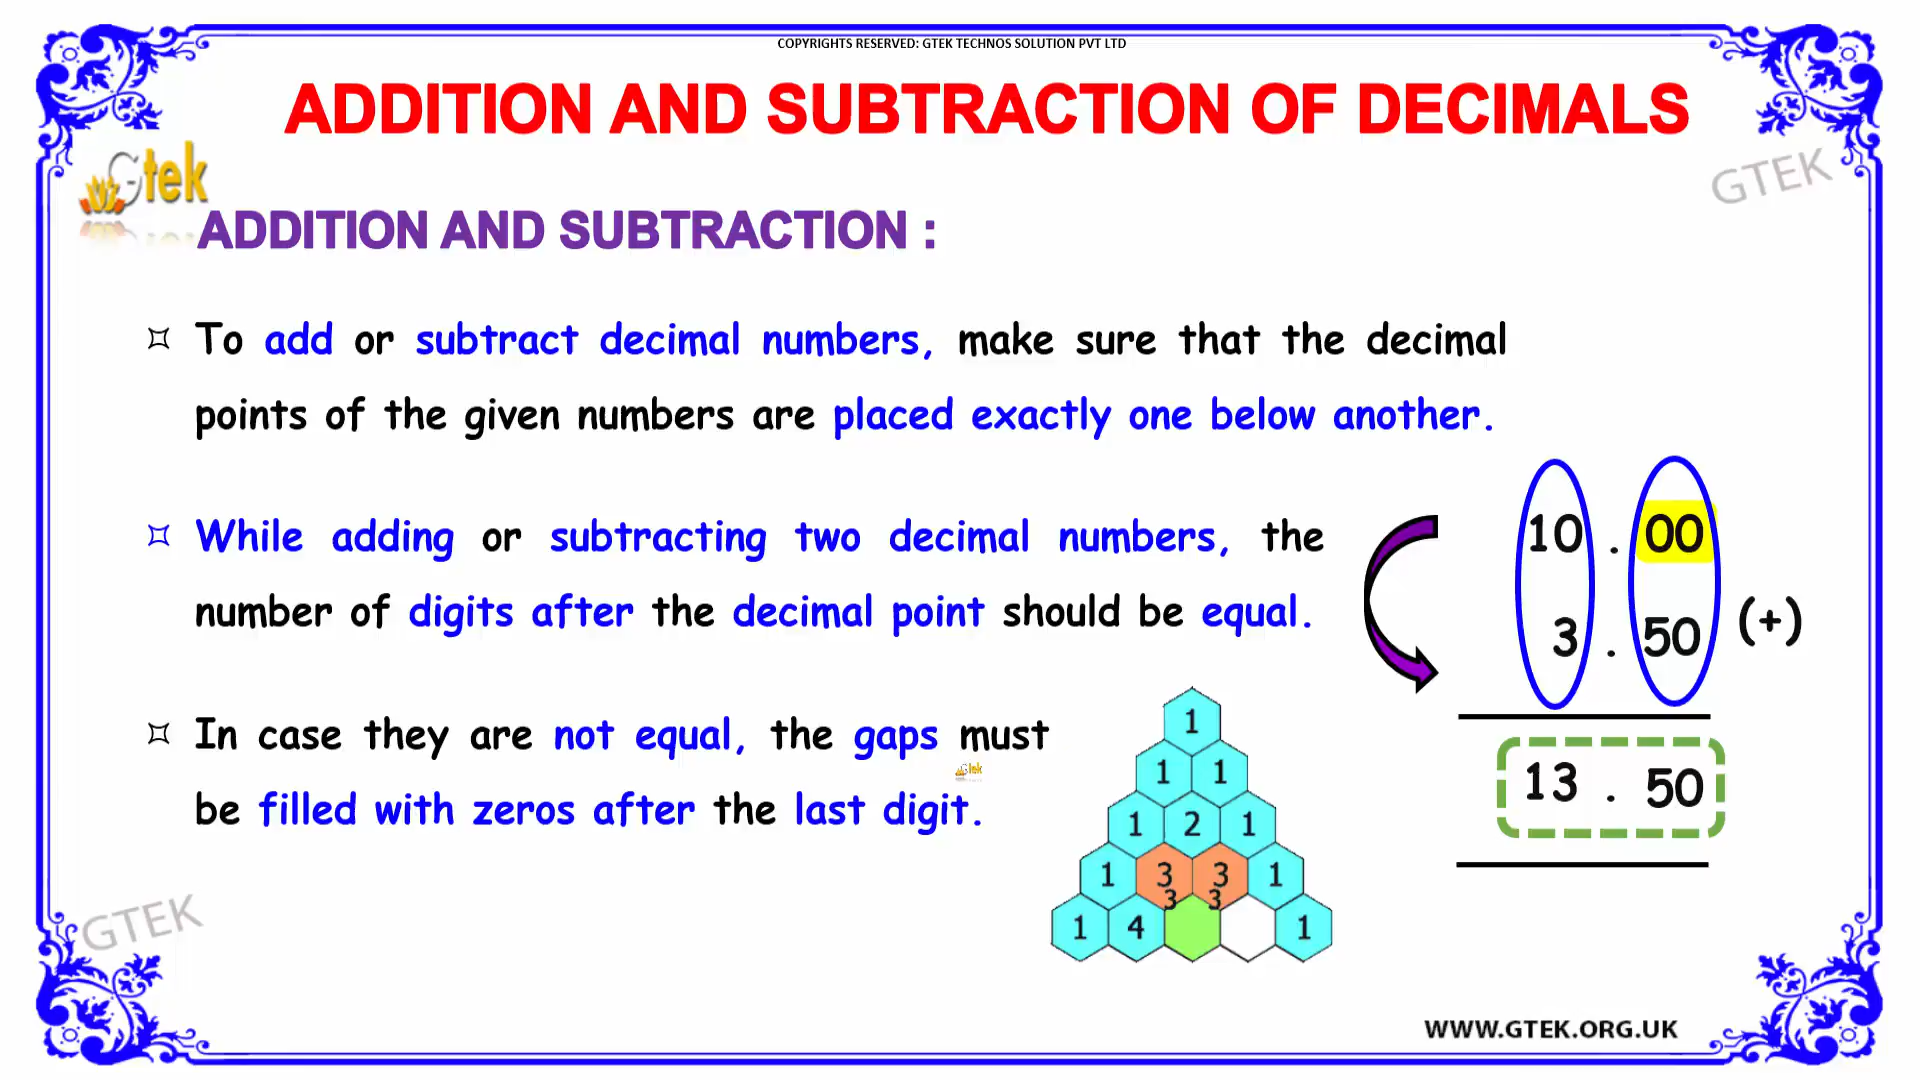 COPYRIGHTS RESERVED: GTEK TECHNOS SOLUTION PVT LTD
ADDITION AND SUBTRACTION OF DECIMALS
Gtek
GTEK
ADDITION AND SUBTRACTION :
To add or subtract decimal numbers, make sure that the decimal
points of the given numbers are placed exactly one below another.
While adding or subtracting two decimal numbers, the
number of digits after the decimal point should be equal.
In case they are not equal, the gaps must
be filled with zeros after the last digit.
10 . 00
3 . 50 (+)
13 . 50
1
1 1
1 2 1
1 3 3 1
3 3
1 4 1
Gtek
GTEK
WWW.GTEK.ORG.UK